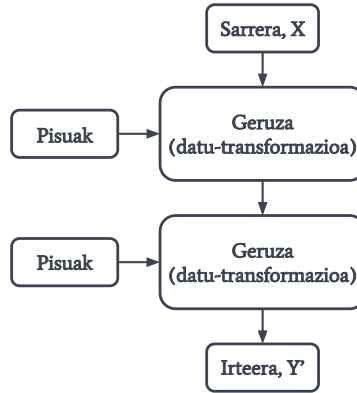 Sarrera, X
Pisuak
Geruza
(datu-transformazioa)
Pisuak
Geruza
(datu-transformazioa)
Irteera, Y'